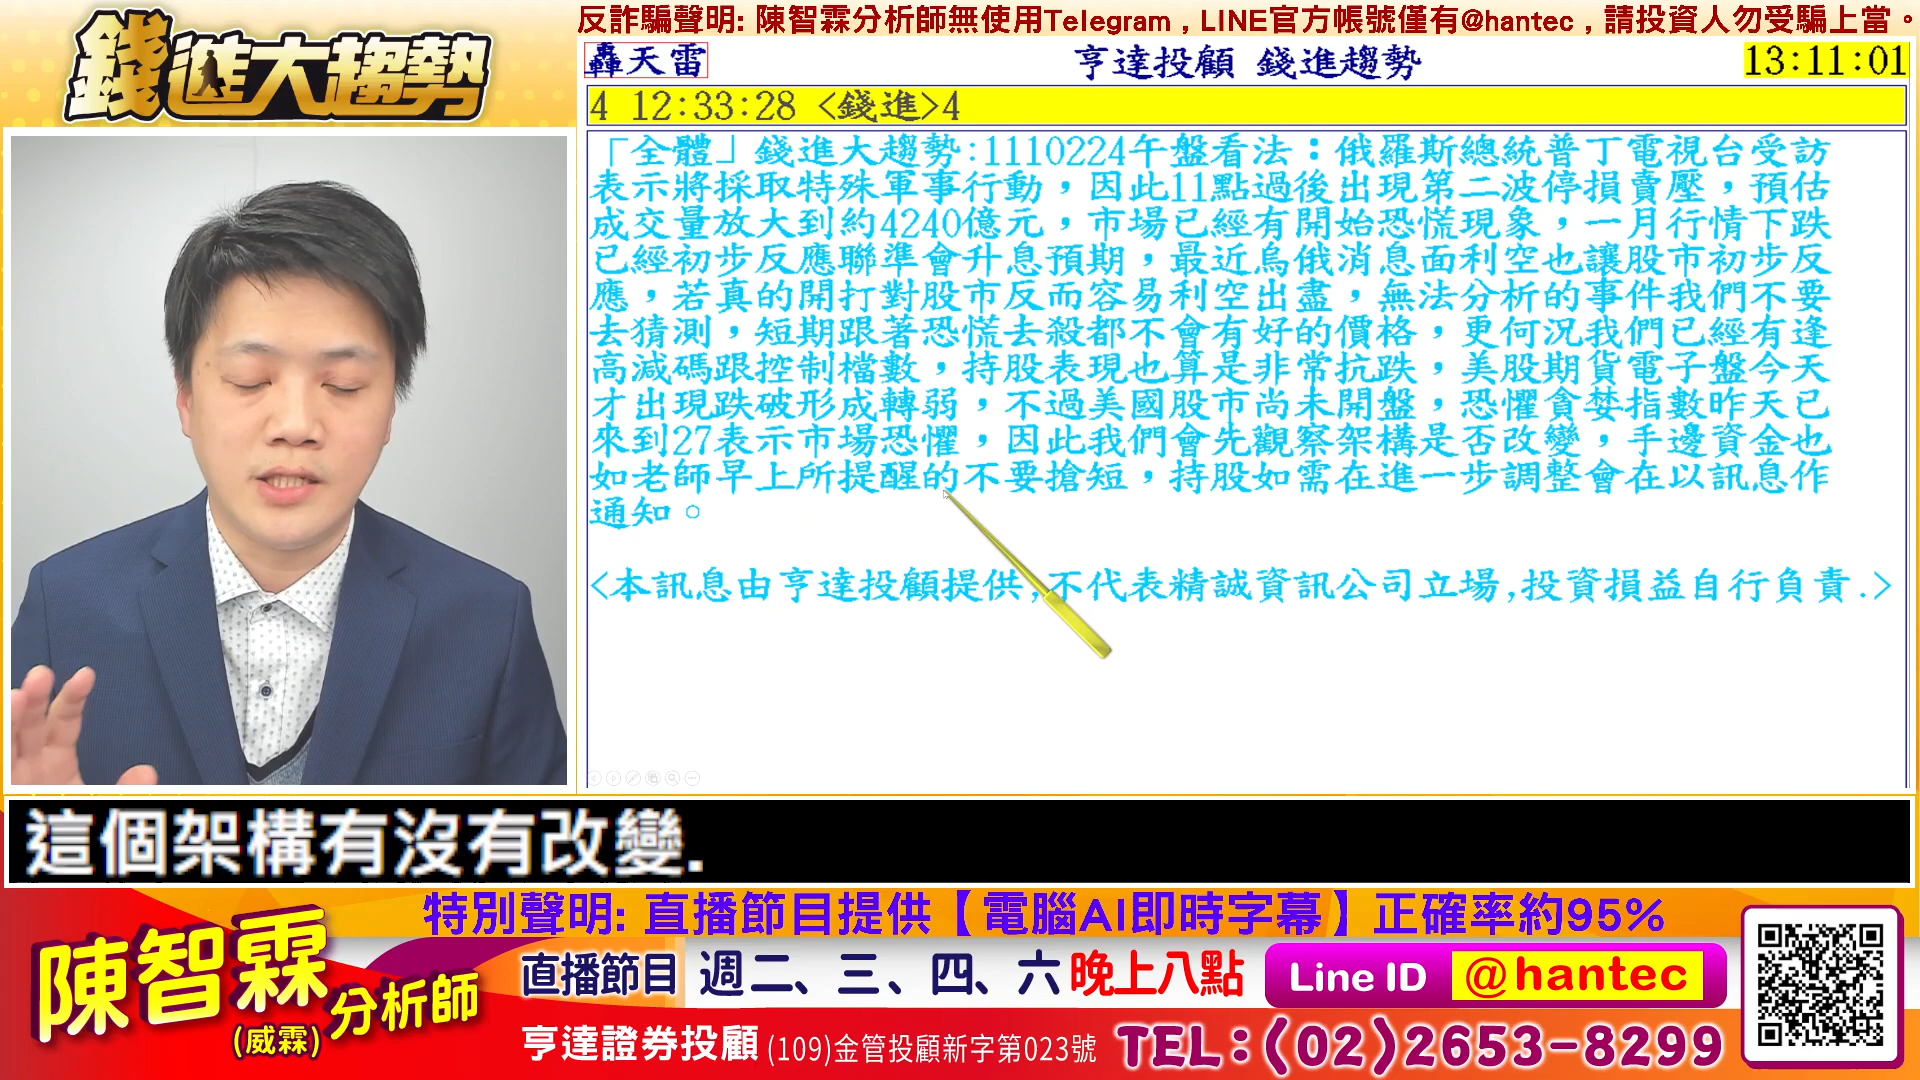 錢進大趨勢
反詐騙聲明: 陳智霖分析師無使用Telegram , LINE官方帳號僅有@hantec , 請投資人勿受騙上當。
轟天雷 亨達投顧 錢進趨勢 13:11:01
4 12:33:28 <錢進>4
「全體」錢進大趨勢:1110224午盤看法：俄羅斯總統普丁電視台受訪
表示將採取特殊軍事行動，因此11點過後出現第二波停損賣壓，預估
成交量放大到約4240億元，市場已經有開始恐慌現象，一月行情下跌
已經初步反應聯準會升息預期，最近烏俄消息面利空也讓股市初步反
應，若真的開打對股市反而容易利空出盡，無法分析的事件我們不要
去猜測，短期跟著恐慌去殺都不會有好的價格，更何況我們已經有逢
高減碼跟控制檔數，持股表現也算是非常抗跌，美股期貨電子盤今天
才出現跌破形成轉弱，不過美國股市尚未開盤，恐懼貪婪指數昨天已
來到27表示市場恐懼，因此我們會先觀察架構是否改變，手邊資金也
如老師早上所提醒的不要搶短，持股如需在進一步調整會在以訊息作
通知。
<本訊息由亨達投顧提供,不代表精誠資訊公司立場,投資損益自行負責.>
這個架構有沒有改變.
特別聲明: 直播節目提供【電腦AI即時字幕】正確率約95%
陳智霖(威霖)分析師
直播節目 週二、三、四、六 晚上八點 Line ID @hantec
亨達證券投顧 (109)金管投顧新字第023號 TEL:(02)2653-8299